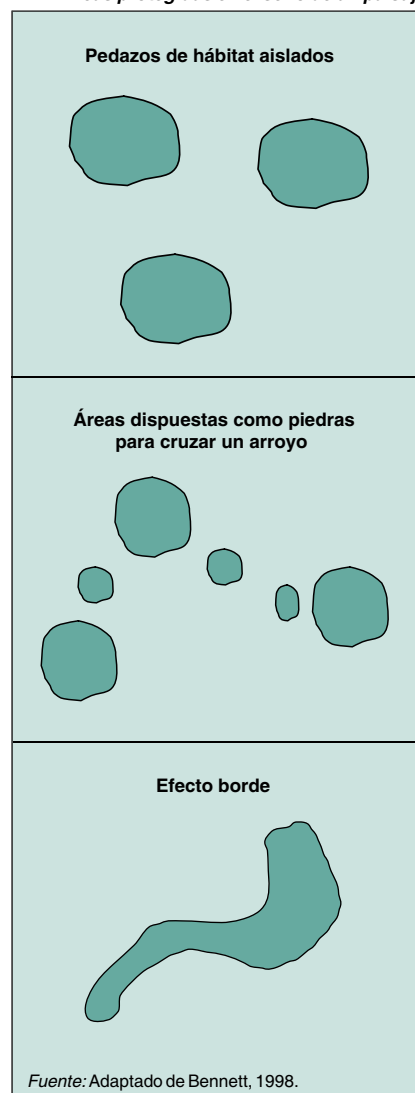 Pedazos de hábitat aislados
Áreas dispuestas como piedras
para cruzar un arroyo
Efecto borde
Fuente: Adaptado de Bennett, 1998.